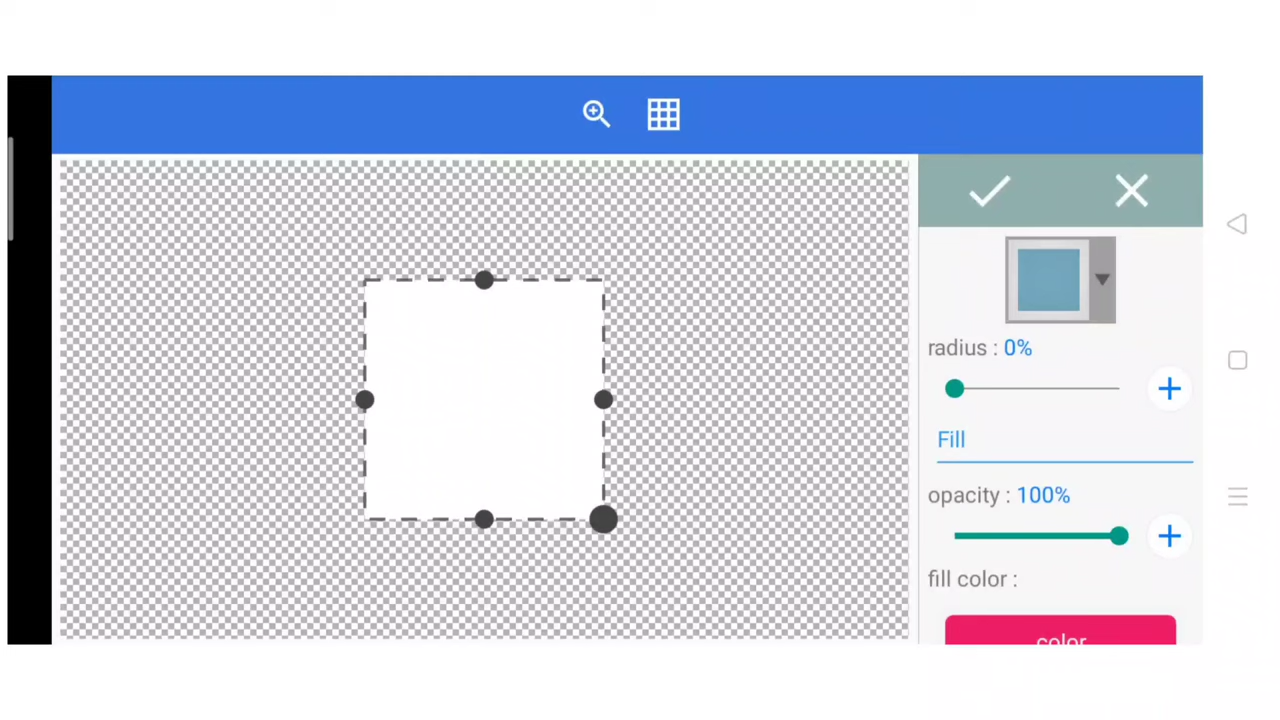 radius : 0%
Fill
opacity : 100%
fill color :
color